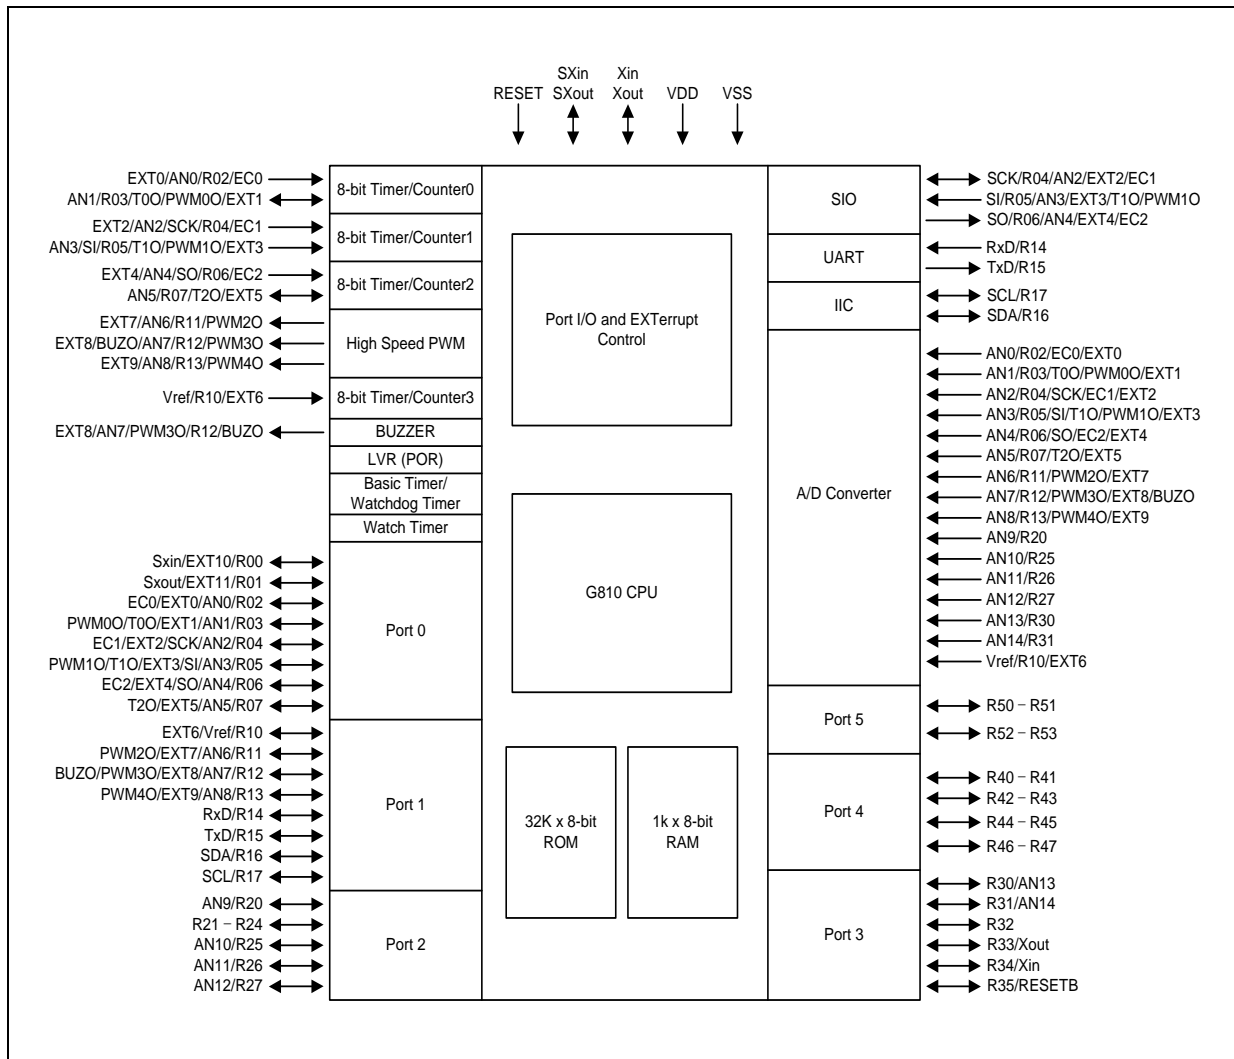 SXin
SXout
Xin
Xout
RESET
VDD
VSS
EXT0/AN0/R02/EC0
AN1/R03/T0O/PWM0O/EXT1
8-bit Timer/Counter0
EXT2/AN2/SCK/R04/EC1
AN3/SI/R05/T1O/PWM1O/EXT3
8-bit Timer/Counter1
EXT4/AN4/SO/R06/EC2
AN5/R07/T2O/EXT5
8-bit Timer/Counter2
EXT7/AN6/R11/PWM2O
EXT8/BUZO/AN7/R12/PWM3O
EXT9/AN8/R13/PWM4O
High Speed PWM
Vref/R10/EXT6
8-bit Timer/Counter3
EXT8/AN7/PWM3O/R12/BUZO
BUZZER
LVR (POR)
Basic Timer/
Watchdog Timer
Watch Timer
Sxin/EXT10/R00
Sxout/EXT11/R01
EC0/EXT0/AN0/R02
PWM0O/T0O/EXT1/AN1/R03
EC1/EXT2/SCK/AN2/R04
PWM1O/T1O/EXT3/SI/AN3/R05
EC2/EXT4/SO/AN4/R06
T2O/EXT5/AN5/R07
Port 0
EXT6/Vref/R10
PWM2O/EXT7/AN6/R11
BUZO/PWM3O/EXT8/AN7/R12
PWM4O/EXT9/AN8/R13
RxD/R14
TxD/R15
SDA/R16
SCL/R17
Port 1
AN9/R20
R21 – R24
AN10/R25
AN11/R26
AN12/R27
Port 2
Port I/O and EXTerrupt
Control
G810 CPU
32K x 8-bit
ROM
1k x 8-bit
RAM
SIO
SCK/R04/AN2/EXT2/EC1
SI/R05/AN3/EXT3/T1O/PWM1O
SO/R06/AN4/EXT4/EC2
UART
RxD/R14
TxD/R15
IIC
SCL/R17
SDA/R16
A/D Converter
AN0/R02/EC0/EXT0
AN1/R03/T0O/PWM0O/EXT1
AN2/R04/SCK/EC1/EXT2
AN3/R05/SI/T1O/PWM1O/EXT3
AN4/R06/SO/EC2/EXT4
AN5/R07/T2O/EXT5
AN6/R11/PWM2O/EXT7
AN7/R12/PWM3O/EXT8/BUZO
AN8/R13/PWM4O/EXT9
AN9/R20
AN10/R25
AN11/R26
AN12/R27
AN13/R30
AN14/R31
Vref/R10/EXT6
Port 5
R50 – R51
R52 – R53
Port 4
R40 – R41
R42 – R43
R44 – R45
R46 – R47
Port 3
R30/AN13
R31/AN14
R32
R33/Xout
R34/Xin
R35/RESETB